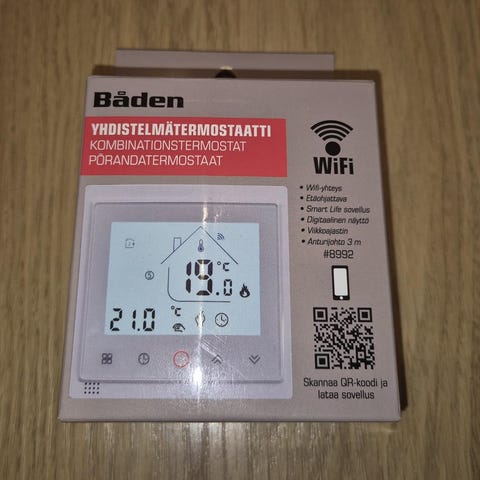 Båden
YHDISTELMÄTERMOSTAATTI
KOMBINATIONSTERMOSTAT
PÕRANDATERMOSTAAT
WiFi
• Wifi-yhteys
• Etäohjattava
• Smart Life sovellus
• Digitaalinen näyttö
• Viikkoajastin
• Anturijohto 3 m
#8992
19.0 °C
21.0 °C
Skannaa QR-koodi ja
lataa sovellus